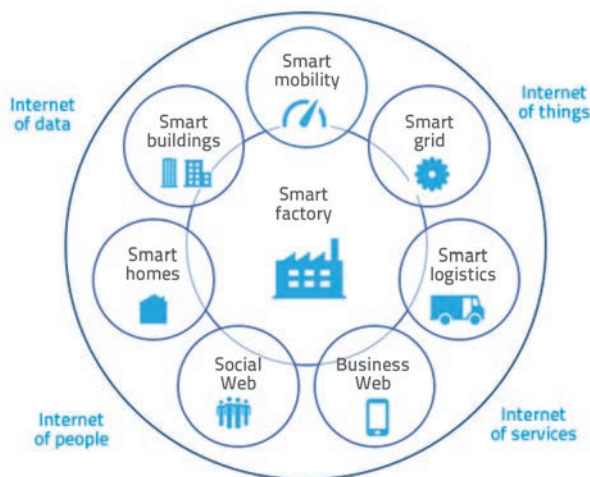 Smart
mobility
Internet
of data
Internet
of things
Smart
buildings
Smart
grid
Smart
factory
Smart
homes
Smart
logistics
Social
Web
Business
Web
Internet
of people
Internet
of services